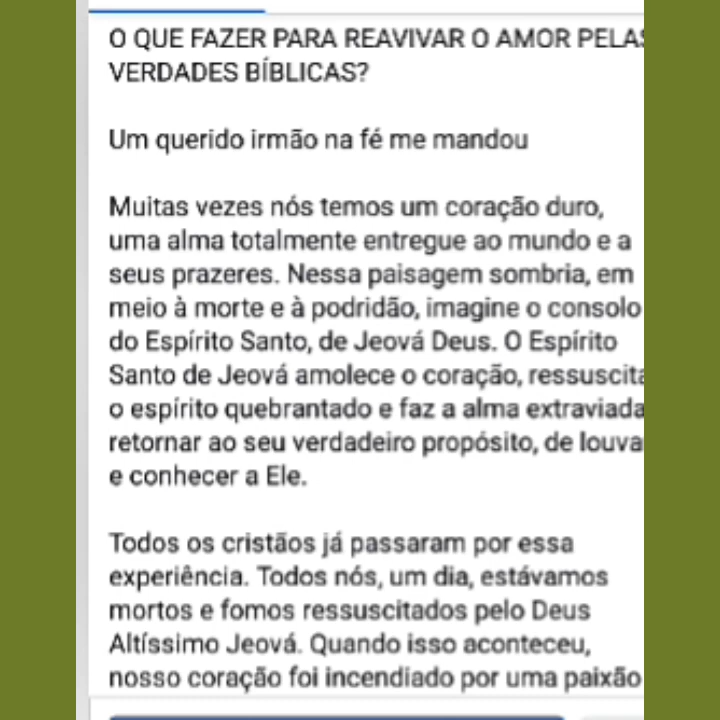 O QUE FAZER PARA REAVIVAR O AMOR PELAS
VERDADES BÍBLICAS?
Um querido irmão na fé me mandou
Muitas vezes nós temos um coração duro,
uma alma totalmente entregue ao mundo e a
seus prazeres. Nessa paisagem sombria, em
meio à morte e à podridão, imagine o consolo
do Espírito Santo, de Jeová Deus. O Espírito
Santo de Jeová amolece o coração, ressuscita
o espírito quebrantado e faz a alma extraviada
retornar ao seu verdadeiro propósito, de louva
e conhecer a Ele.
Todos os cristãos já passaram por essa
experiência. Todos nós, um dia, estávamos
mortos e fomos ressuscitados pelo Deus
Altíssimo Jeová. Quando isso aconteceu,
nosso coração foi incendiado por uma paixão